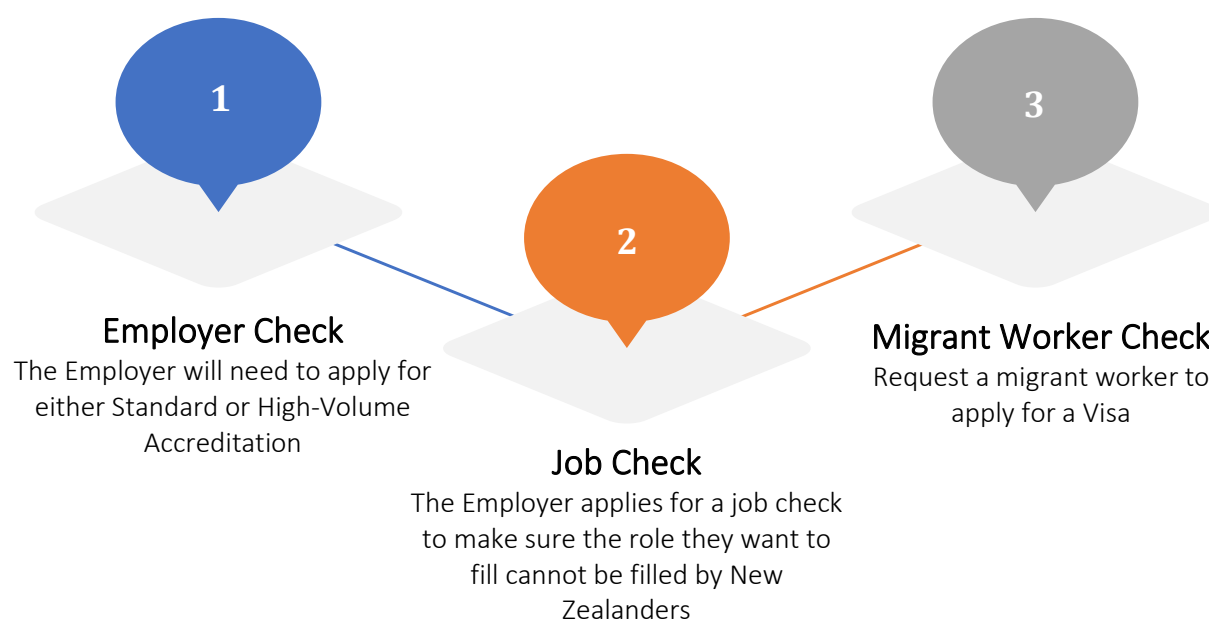 1
Employer Check
The Employer will need to apply for
either Standard or High-Volume
Accreditation
2
Job Check
The Employer applies for a job check
to make sure the role they want to
fill cannot be filled by New
Zealanders
3
Migrant Worker Check
Request a migrant worker to
apply for a Visa